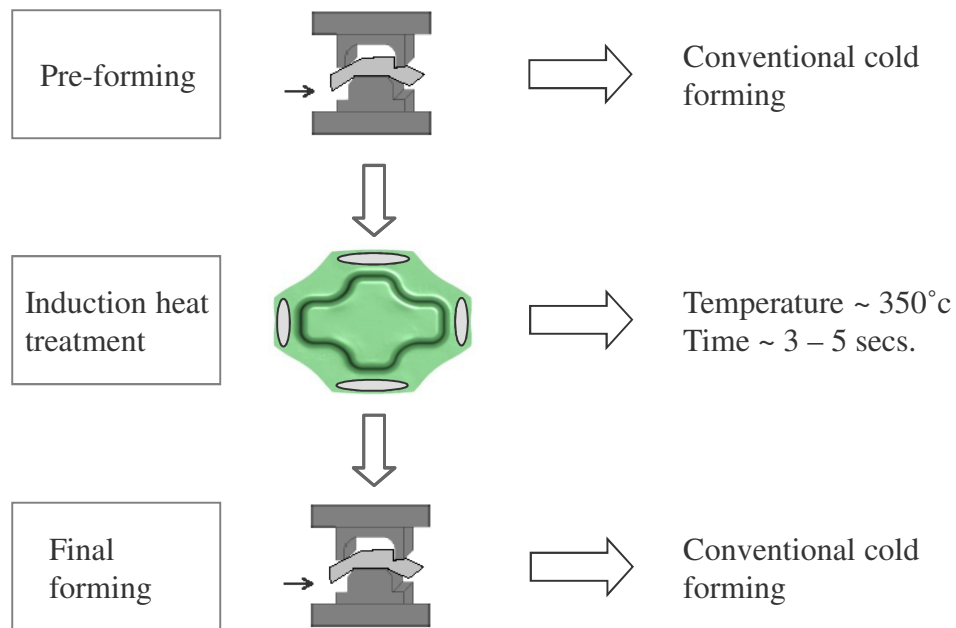 Pre-forming
Conventional cold
forming
Induction heat
treatment
Temperature ~ 350˚c
Time ~ 3 – 5 secs.
Final
forming
Conventional cold
forming